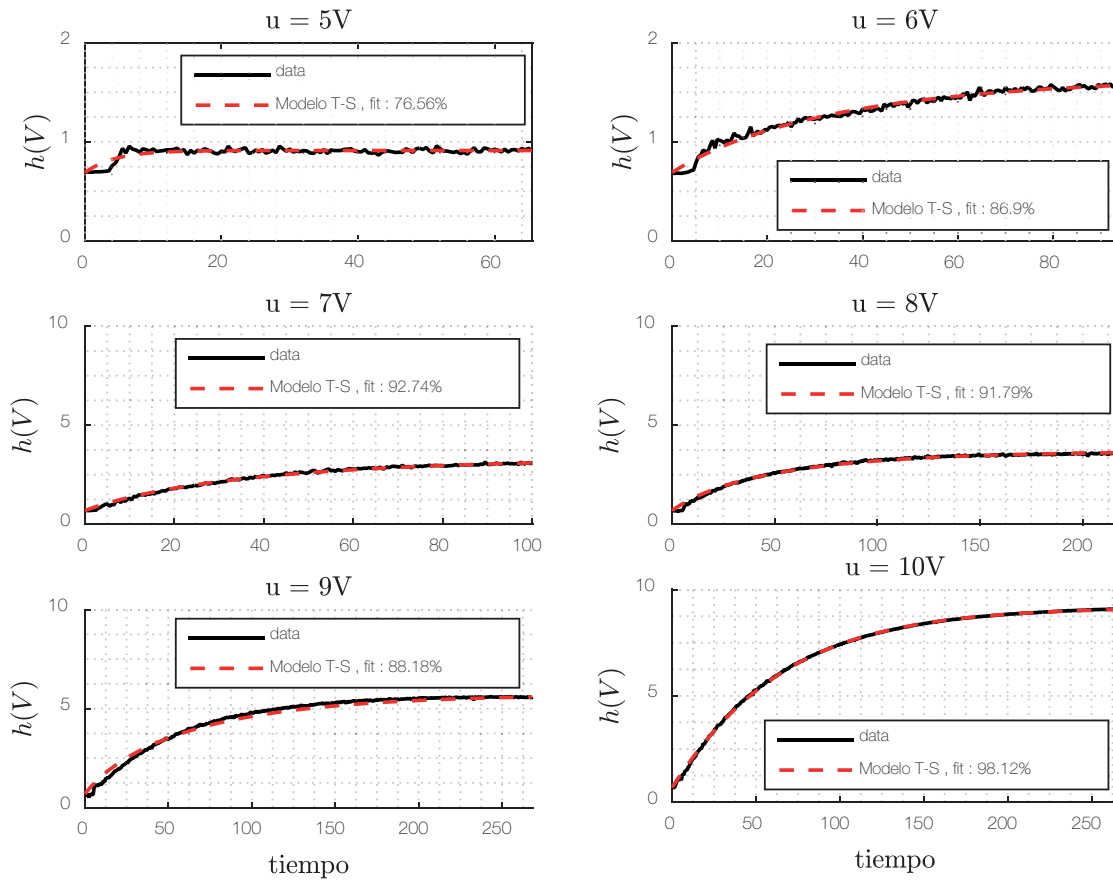 u = 5V
2
1
0
h(V)
data
Modelo T-S , fit : 76.56%
0 20 40 60
u = 6V
2
1
0
h(V)
data
Modelo T-S , fit : 86.9%
0 20 40 60 80
u = 7V
10
5
0
h(V)
data
Modelo T-S , fit : 92.74%
0 20 40 60 80 100
u = 8V
10
5
0
h(V)
data
Modelo T-S , fit : 91.79%
0 50 100 150 200
u = 9V
10
5
0
h(V)
data
Modelo T-S , fit : 88.18%
0 50 100 150 200 250
tiempo
u = 10V
10
5
0
h(V)
data
Modelo T-S , fit : 98.12%
0 50 100 150 200 250
tiempo